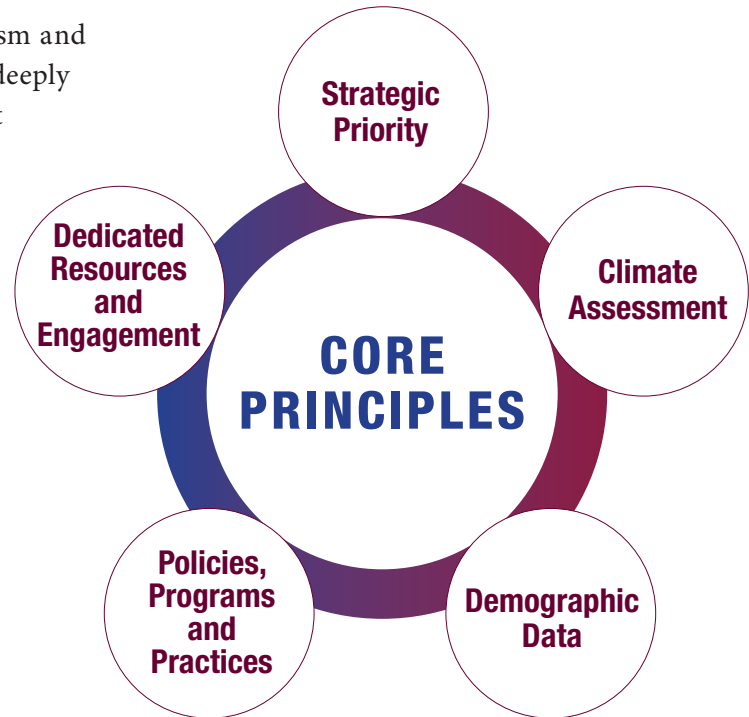 sm and
deeply
Strategic
Priority
Dedicated
Resources
and
Engagement
Climate
Assessment
CORE
PRINCIPLES
Policies,
Programs
and
Practices
Demographic
Data